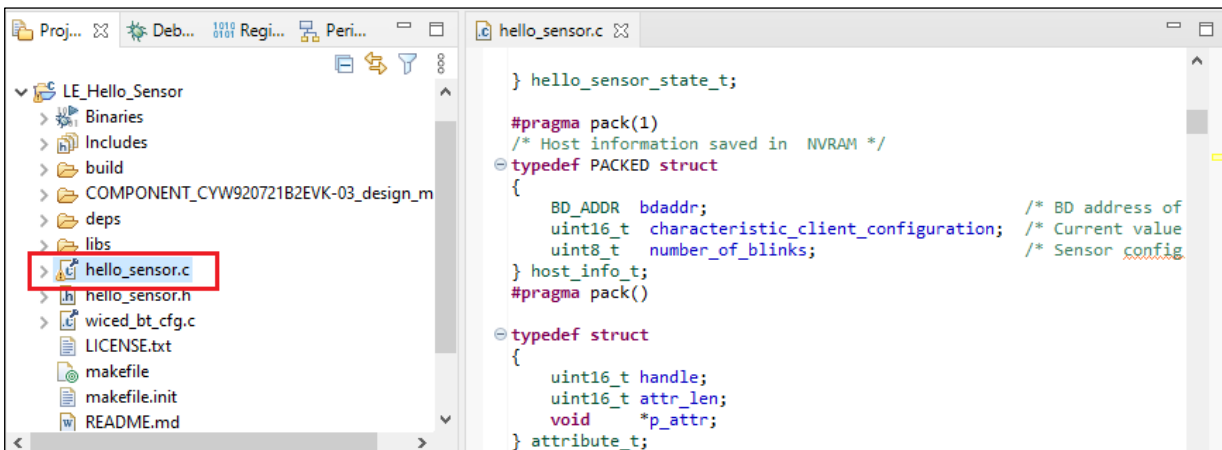 Proj... Deb... Regi... Peri...
LE_Hello_Sensor
Binaries
Includes
build
COMPONENT_CYW920721B2EVK-03_design_m
deps
libs
hello_sensor.c
hello_sensor.h
wiced_bt_cfg.c
LICENSE.txt
makefile
makefile.init
README.md
hello_sensor.c
} hello_sensor_state_t;
#pragma pack(1)
/* Host information saved in  NVRAM */
typedef PACKED struct
{
BD_ADDR  bdaddr;                                /* BD address of
uint16_t  characteristic_client_configuration;  /* Current value
uint8_t   number_of_blinks;                     /* Sensor config
} host_info_t;
#pragma pack()
typedef struct
{
uint16_t handle;
uint16_t attr_len;
void     *p_attr;
} attribute_t;